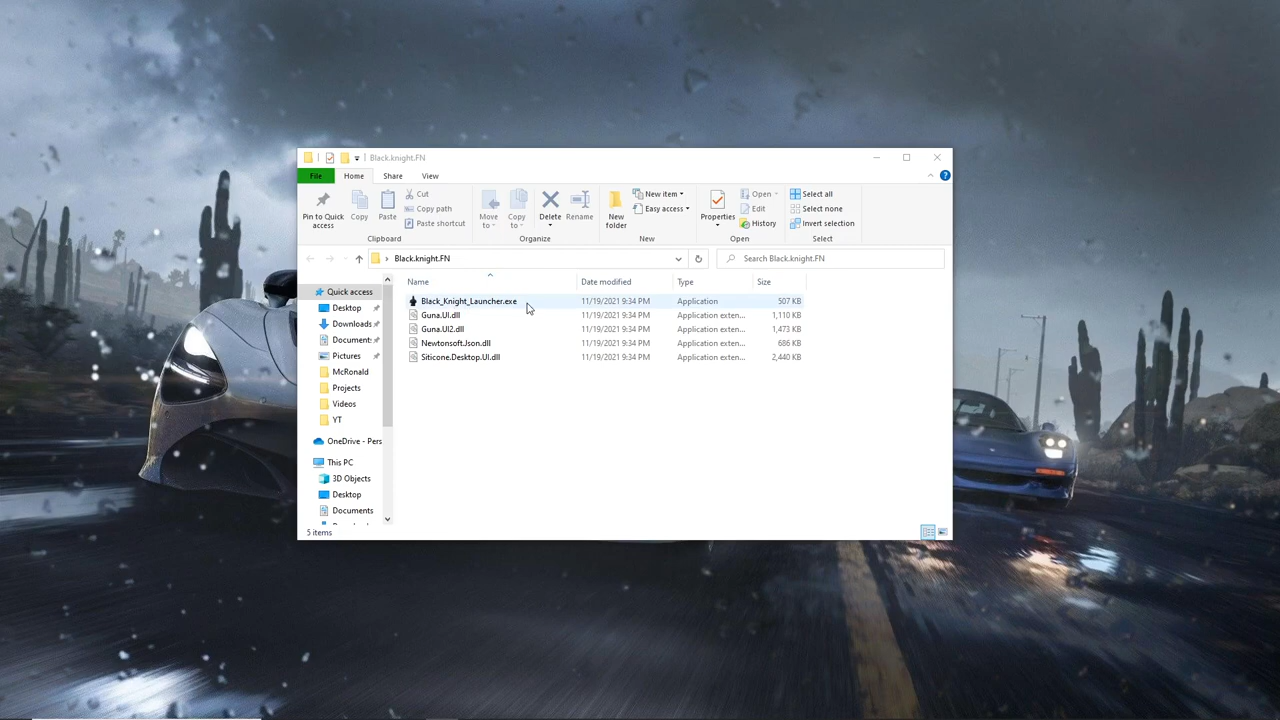 Black.knight.FN
File Home Share View
Pin to Quick access
Copy
Paste
Cut
Copy path
Paste shortcut
Clipboard
Move to
Copy to
Delete
Rename
Organize
New folder
New item
Easy access
New
Properties
Open
Edit
History
Open
Select all
Select none
Invert selection
Select
Black.knight.FN
Search Black.knight.FN
Name Date modified Type Size
Black_Knight_Launcher.exe 11/19/2021 9:34 PM Application 507 KB
Guna.UI.dll 11/19/2021 9:34 PM Application exten... 1,110 KB
Guna.UI2.dll 11/19/2021 9:34 PM Application exten... 1,473 KB
Newtonsoft.Json.dll 11/19/2021 9:34 PM Application exten... 686 KB
Siticone.Desktop.UI.dll 11/19/2021 9:34 PM Application exten... 2,440 KB
Quick access
Desktop
Downloads
Document:
Pictures
McRonald
Projects
Videos
YT
OneDrive - Pers
This PC
3D Objects
Desktop
Documents
5 items